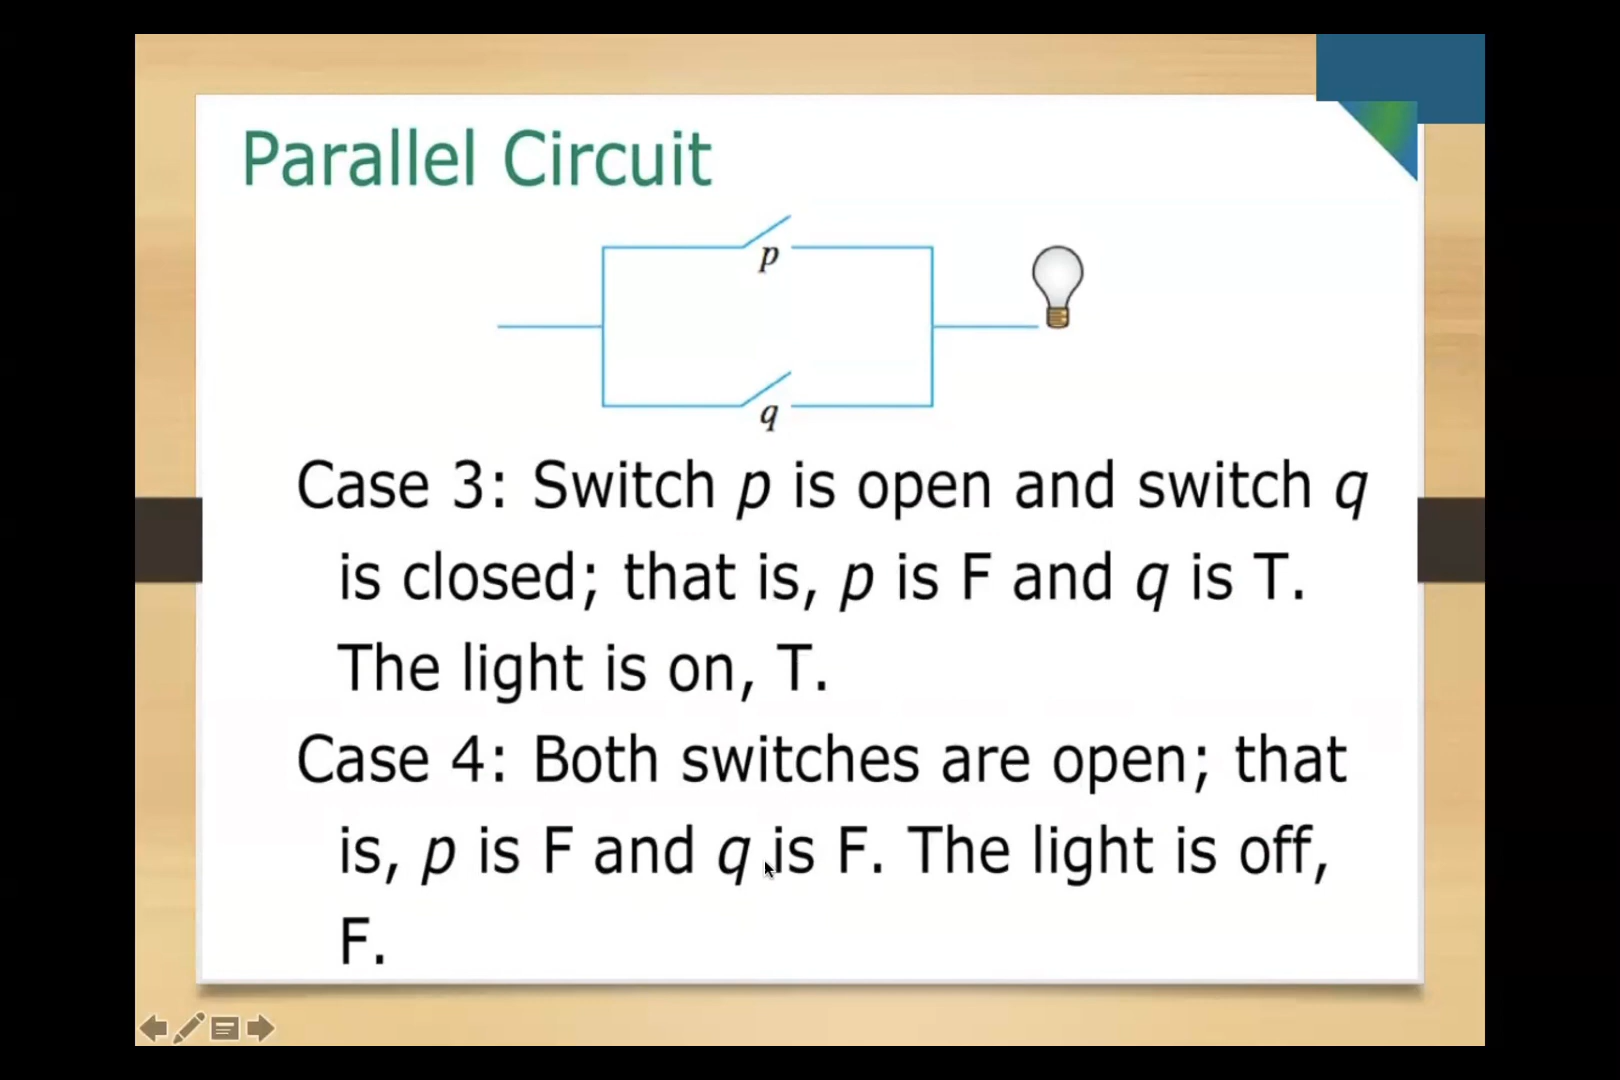 Parallel Circuit
p
q
Case 3: Switch p is open and switch q
is closed; that is, p is F and q is T.
The light is on, T.
Case 4: Both switches are open; that
is, p is F and q is F. The light is off,
F.